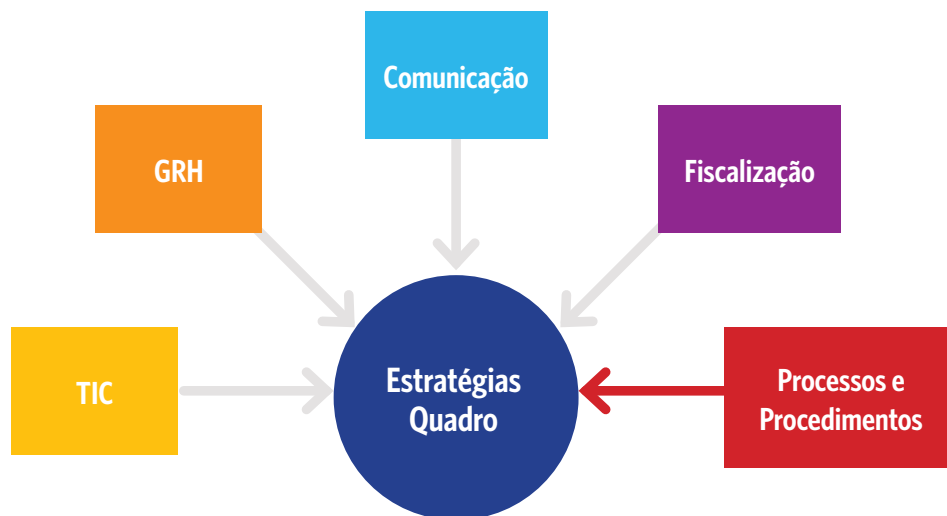 Comunicação
GRH
Fiscalização
TIC
Estratégias
Quadro
Processos e
Procedimentos